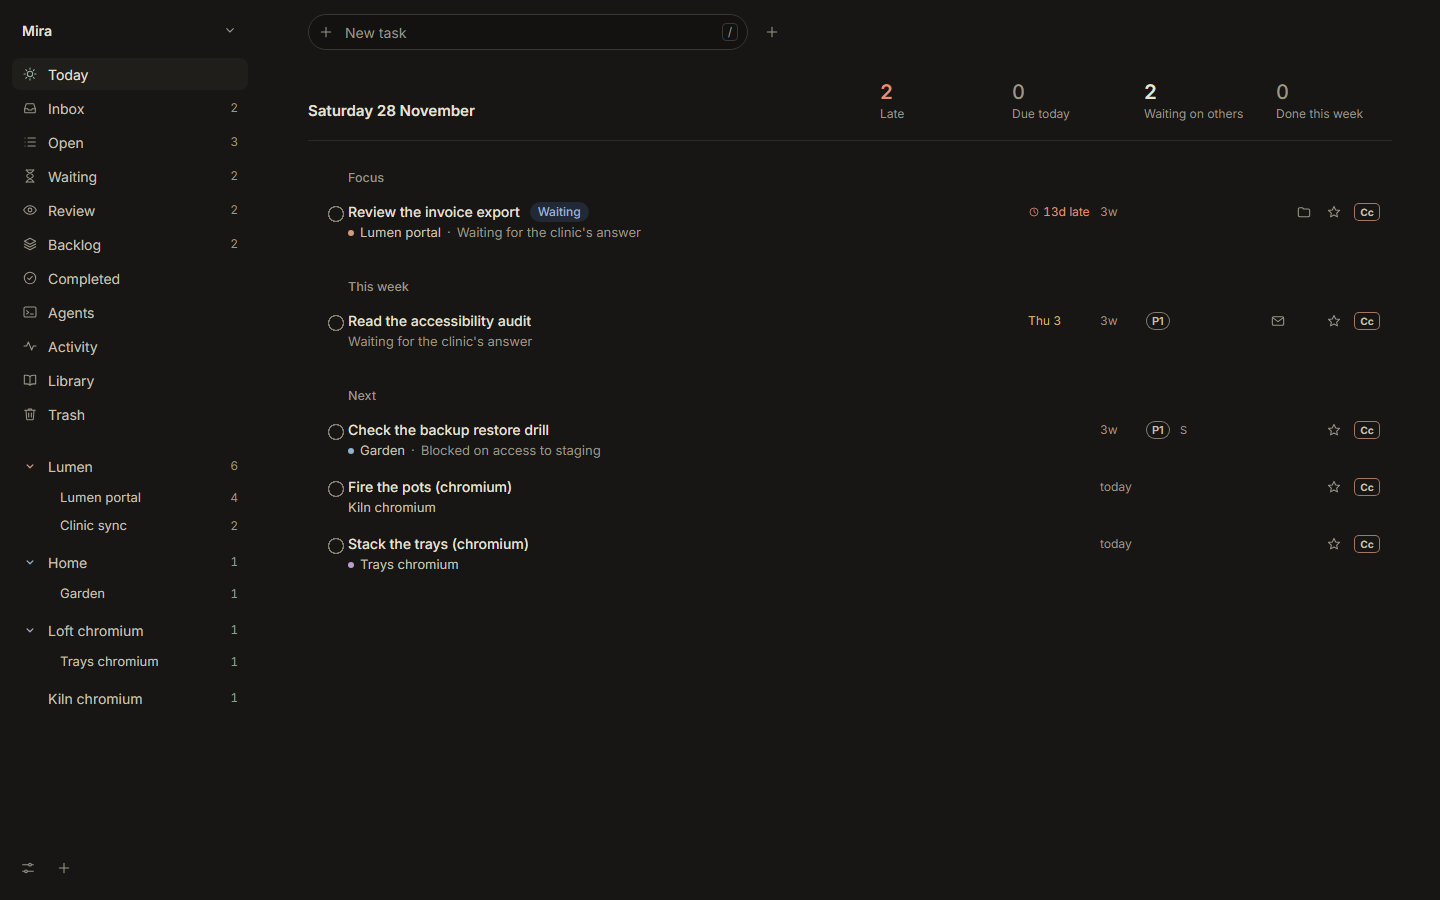 Mira
New task /
Today
Inbox 2
Open 3
Waiting 2
Review 2
Backlog 2
Completed
Agents
Activity
Library
Trash
Lumen 6
Lumen portal 4
Clinic sync 2
Home 1
Garden 1
Loft chromium 1
Trays chromium 1
Kiln chromium 1
Saturday 28 November
2 Late
0 Due today
2 Waiting on others
0 Done this week
Focus
Review the invoice export Waiting 13d late 3w Cc
Lumen portal · Waiting for the clinic's answer
This week
Read the accessibility audit Thu 3 3w P1 Cc
Waiting for the clinic's answer
Next
Check the backup restore drill 3w P1 S Cc
Garden · Blocked on access to staging
Fire the pots (chromium) today Cc
Kiln chromium
Stack the trays (chromium) today Cc
Trays chromium